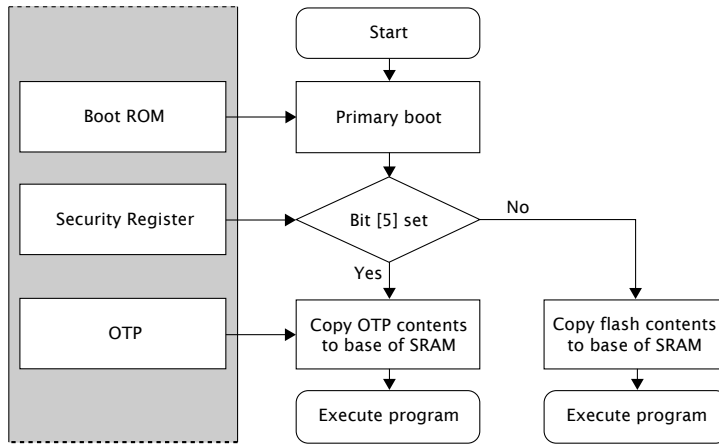 Start
Boot ROM
Primary boot
Security Register
Bit [5] set
No
Yes
OTP
Copy OTP contents
to base of SRAM
Copy flash contents
to base of SRAM
Execute program
Execute program